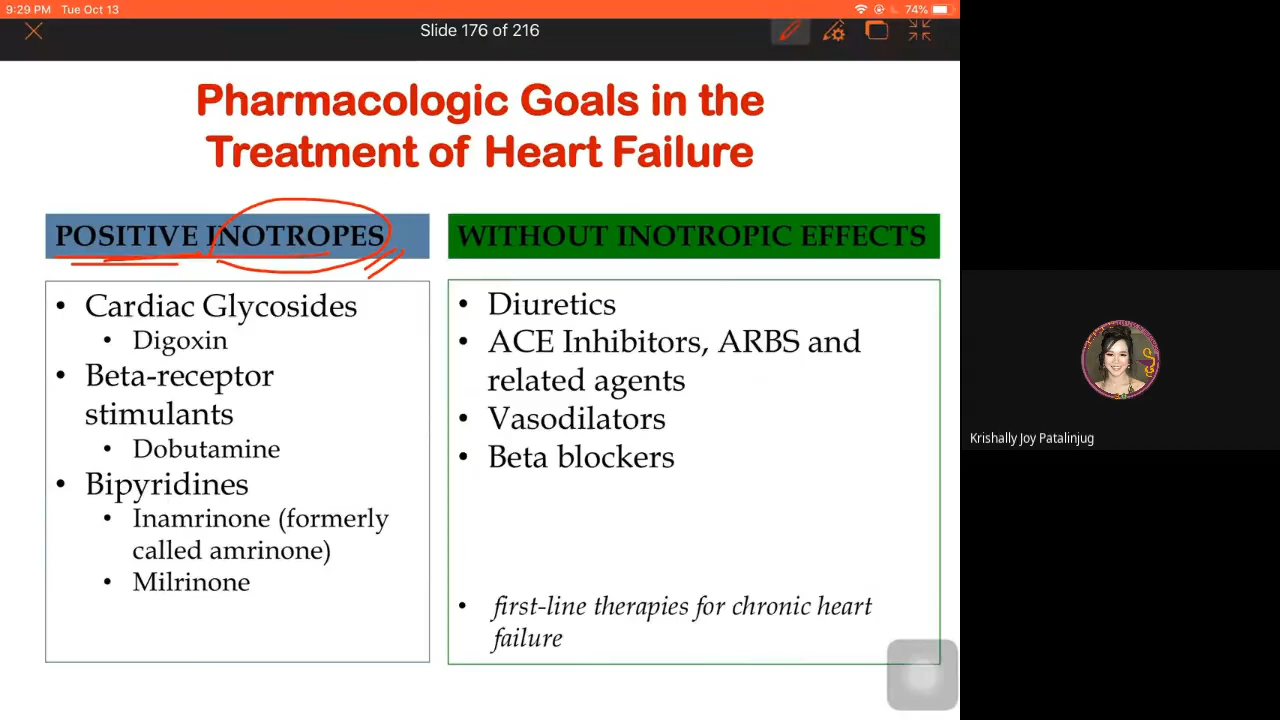 9:29 PM Tue Oct 13
74%
Slide 176 of 216
Pharmacologic Goals in the
Treatment of Heart Failure
POSITIVE INOTROPES
• Cardiac Glycosides
• Digoxin
• Beta-receptor
stimulants
• Dobutamine
• Bipyridines
• Inamrinone (formerly
called amrinone)
• Milrinone
WITHOUT INOTROPIC EFFECTS
• Diuretics
• ACE Inhibitors, ARBS and
related agents
• Vasodilators
• Beta blockers
• first-line therapies for chronic heart
failure
Krishally Joy Patalinjug